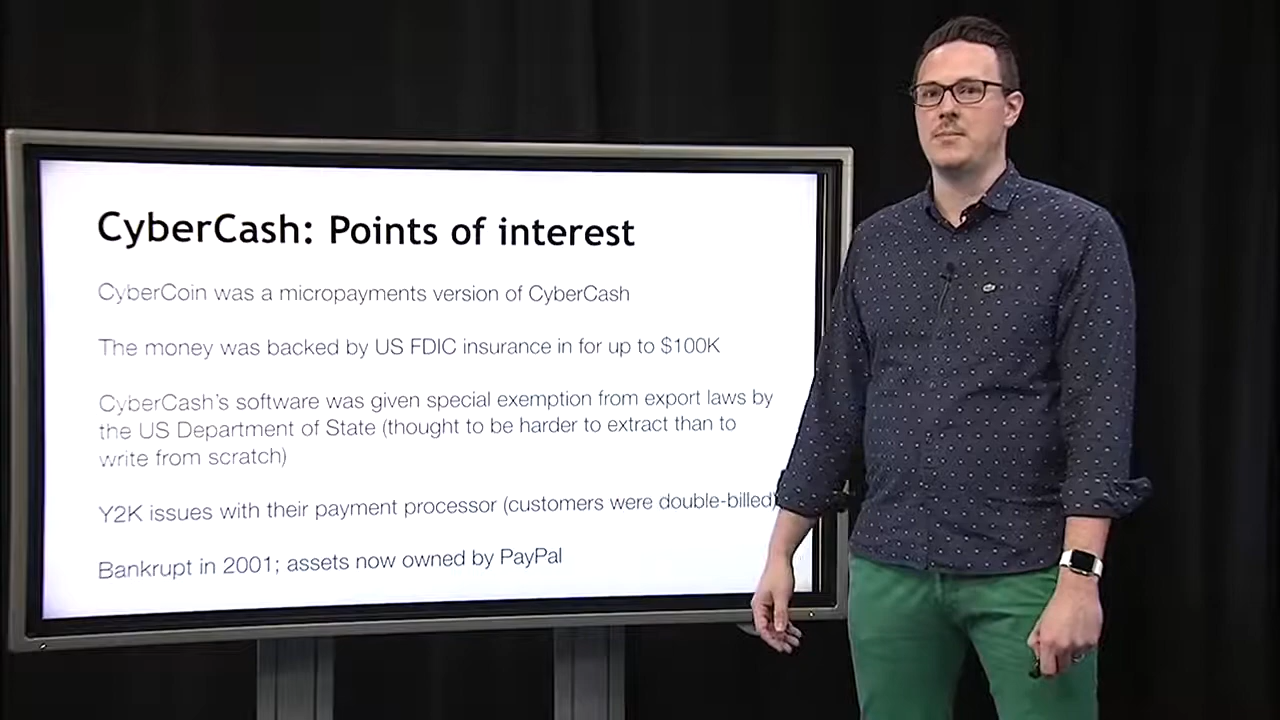 CyberCash: Points of interest
CyberCoin was a micropayments version of CyberCash
The money was backed by US FDIC insurance in for up to $100K
CyberCash's software was given special exemption from export laws by
the US Department of State (thought to be harder to extract than to
write from scratch)
Y2K issues with their payment processor (customers were double-billed)
Bankrupt in 2001; assets now owned by PayPal